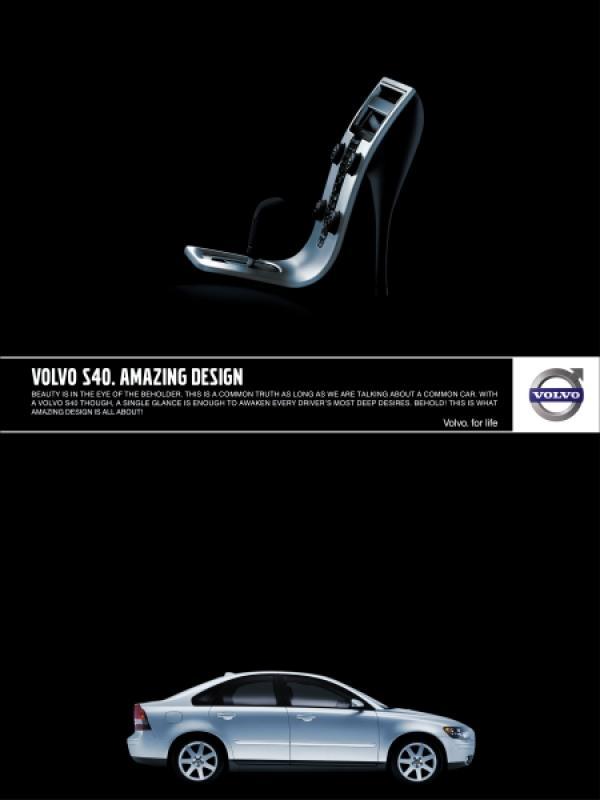 VOLVO S40. AMAZING DESIGN
BEAUTY IS IN THE EYE OF THE BEHOLDER. THIS IS A COMMON TRUTH AS LONG AS WE ARE TALKING ABOUT A COMMON CAR. WITH
A VOLVO S40 THOUGH, A SINGLE GLANCE IS ENOUGH TO AWAKEN EVERY DRIVER'S MOST DEEP DESIRES. BEHOLD! THIS IS WHAT
AMAZING DESIGN IS ALL ABOUT!
VOLVO
Volvo. for life